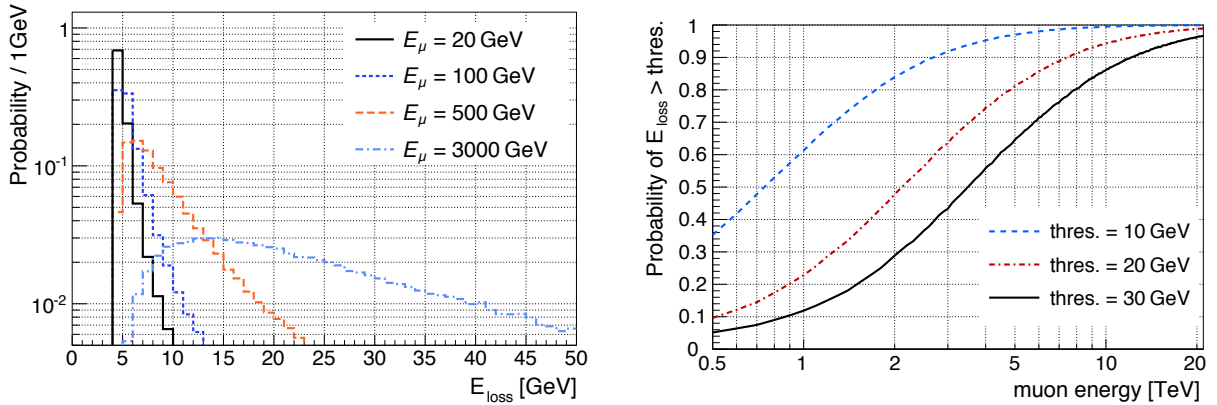 Probability / 1GeV
1
10⁻¹
10⁻²
E_μ = 20 GeV
E_μ = 100 GeV
E_μ = 500 GeV
E_μ = 3000 GeV
0 5 10 15 20 25 30 35 40 45 50
E_loss [GeV]
Probability of E_loss > thres.
1
0.9
0.8
0.7
0.6
0.5
0.4
0.3
0.2
0.1
0
thres. = 10 GeV
thres. = 20 GeV
thres. = 30 GeV
0.5 1 2 5 10 20
muon energy [TeV]